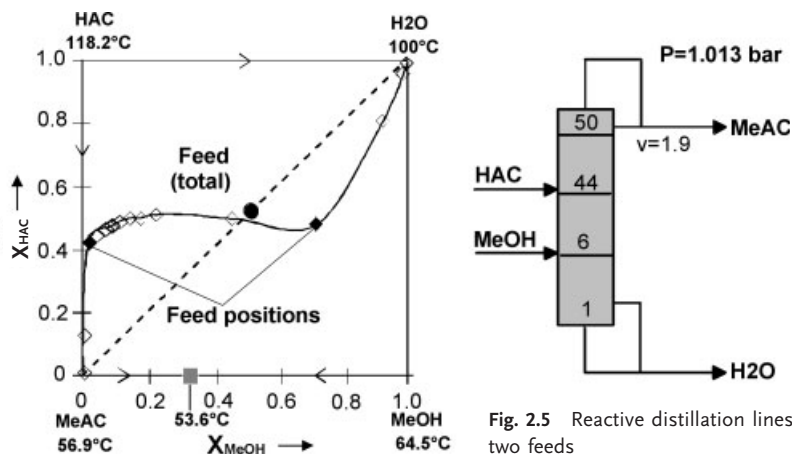 HAC
118.2°C
H2O
100°C
1.0
0.8
0.6
0.4
0.2
0
X_HAC
Feed
(total)
Feed positions
0
0.2
0.4
0.6
0.8
1.0
MeAC
56.9°C
53.6°C
X_MeOH
MeOH
64.5°C
P=1.013 bar
50
MeAC
v=1.9
HAC
44
MeOH
6
1
H2O
Fig. 2.5 Reactive distillation lines
two feeds